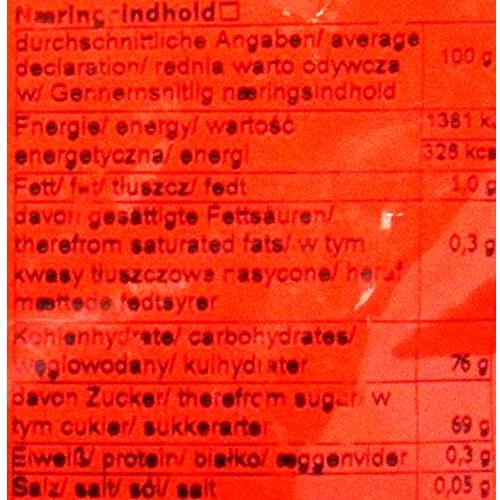 Næringsindhold
durchschnittliche Angaben/ average
declaration/ rednia warto odywcza
w/ Gennemsnitlig næringsindhold
100 g
Energie/ energy/ wartość
energetyczna/ energi
1381 k
326 kca
Fett/ fat/ tłuszcz/ fedt
1,0 g
davon gesättigte Fettsäuren/
therefrom saturated fats/ w tym
kwasy tłuszczowe nasycone/ heraf
mættede fedtsyrer
0,3 g
Kohlenhydrate/ carbohydrates/
węglowodany/ kulhydrater
76 g
davon Zucker/ therefrom sugar/ w
tym cukier/ sukkerarter
69 g
Eiweiß/ protein/ białko/ æggehvider
0,3 g
Salz/ salt/ sól/ salt
0,05 g